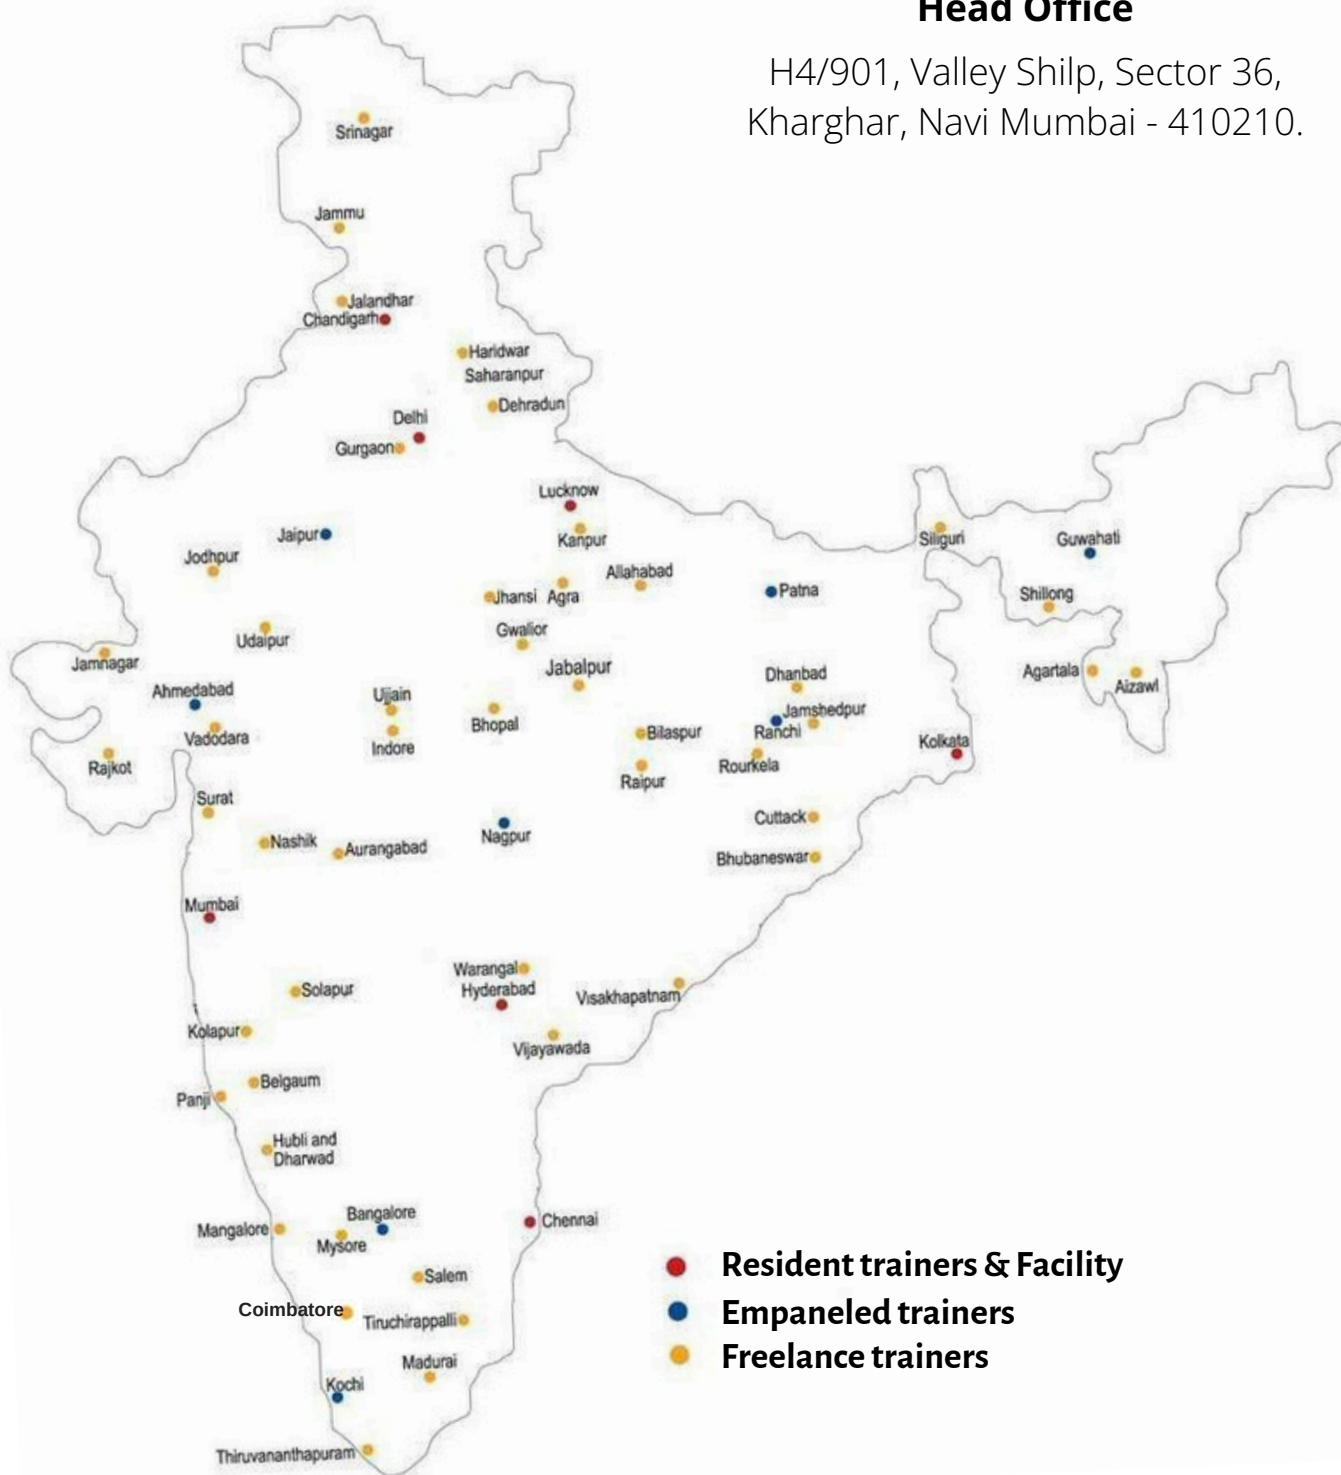 Head Office
H4/901, Valley Shilp, Sector 36,
Kharghar, Navi Mumbai - 410210.
Srinagar
Jammu
Jalandhar
Chandigarh
Haridwar
Saharanpur
Dehradun
Delhi
Gurgaon
Lucknow
Kanpur
Jaipur
Jodhpur
Siliguri
Guwahati
Allahabad
Jhansi
Agra
Patna
Shillong
Gwalior
Udaipur
Jamnagar
Jabalpur
Dhanbad
Agartala
Aizawl
Ahmedabad
Ujjain
Bhopal
Jamshedpur
Ranchi
Bilaspur
Vadodara
Indore
Kolkata
Rajkot
Raipur
Rourkela
Surat
Cuttack
Nashik
Aurangabad
Nagpur
Bhubaneswar
Mumbai
Warangal
Hyderabad
Solapur
Visakhapatnam
Kolapur
Vijayawada
Belgaum
Panji
Hubli and
Dharwad
Bangalore
Chennai
Mangalore
Mysore
Salem
Coimbatore
Tiruchirappalli
Madurai
Kochi
Thiruvananthapuram
Resident trainers & Facility
Empaneled trainers
Freelance trainers